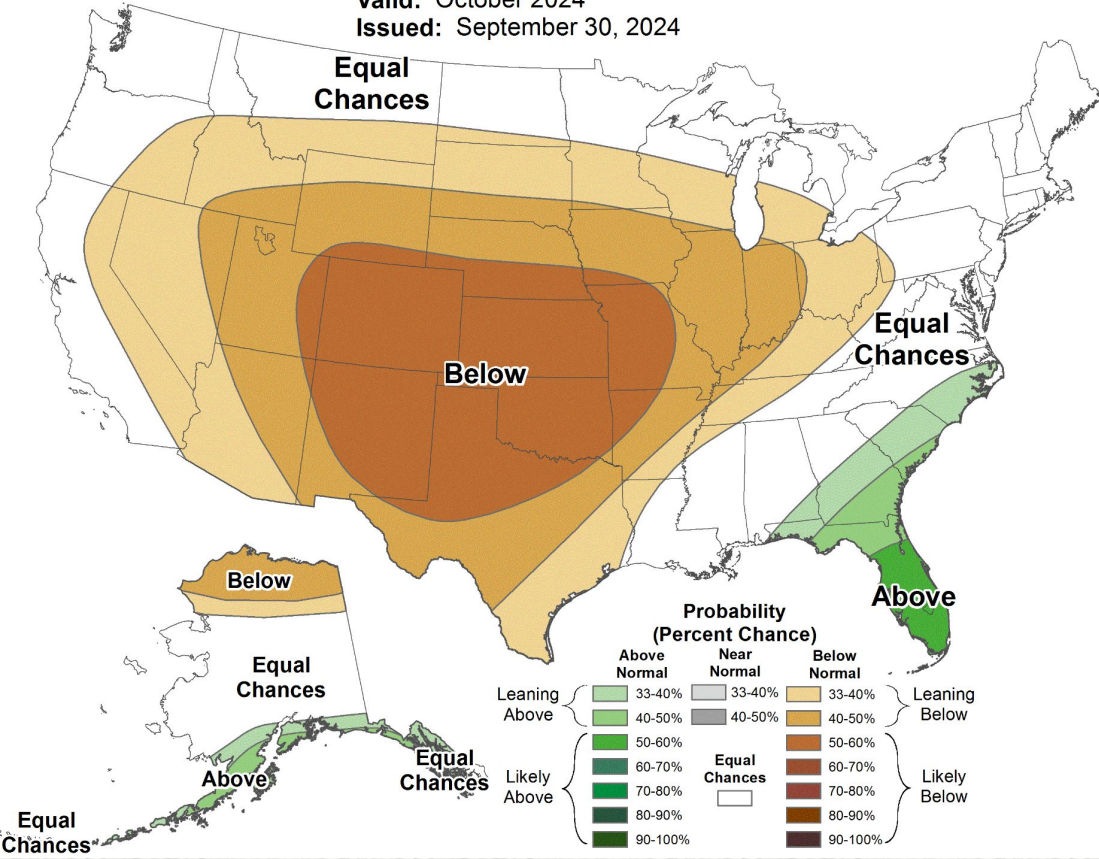 Valid: October 2024
Issued: September 30, 2024
Equal
Chances
Equal
Chances
Below
Above
Below
Equal
Chances
Above
Equal
Chances
Equal
Chances
Probability
(Percent Chance)
Above
Normal
Near
Normal
Below
Normal
Leaning
Above
33-40%
33-40%
33-40%
Leaning
Below
40-50%
40-50%
40-50%
Likely
Above
50-60%
60-70%
70-80%
80-90%
90-100%
Equal
Chances
50-60%
60-70%
70-80%
80-90%
90-100%
Likely
Below